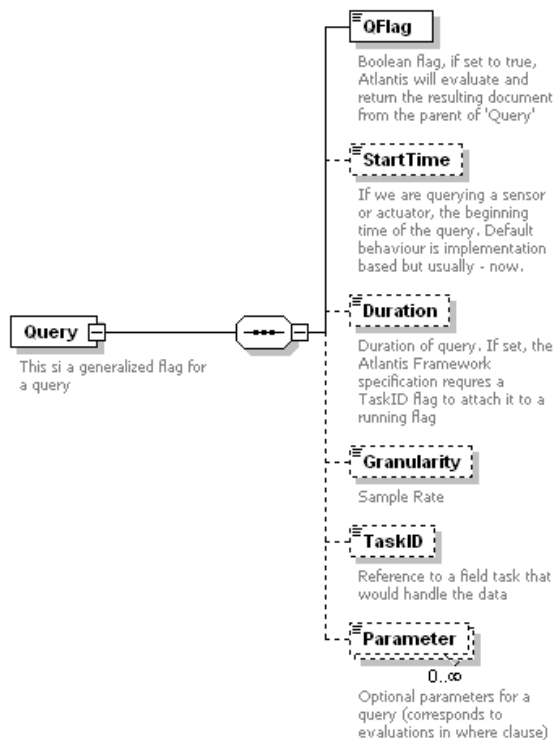 QFlag
Boolean flag, if set to true,
Atlantis will evaluate and
return the resulting document
from the parent of 'Query'
StartTime
If we are querying a sensor
or actuator, the beginning
time of the query. Default
behaviour is implementation
based but usually - now.
Query
This si a generalized flag for
a query
Duration
Duration of query. If set, the
Atlantis Framework
specification requres a
TaskID flag to attach it to a
running flag
Granularity
Sample Rate
TaskID
Reference to a field task that
would handle the data
Parameter
0..∞
Optional parameters for a
query (corresponds to
evaluations in where clause)